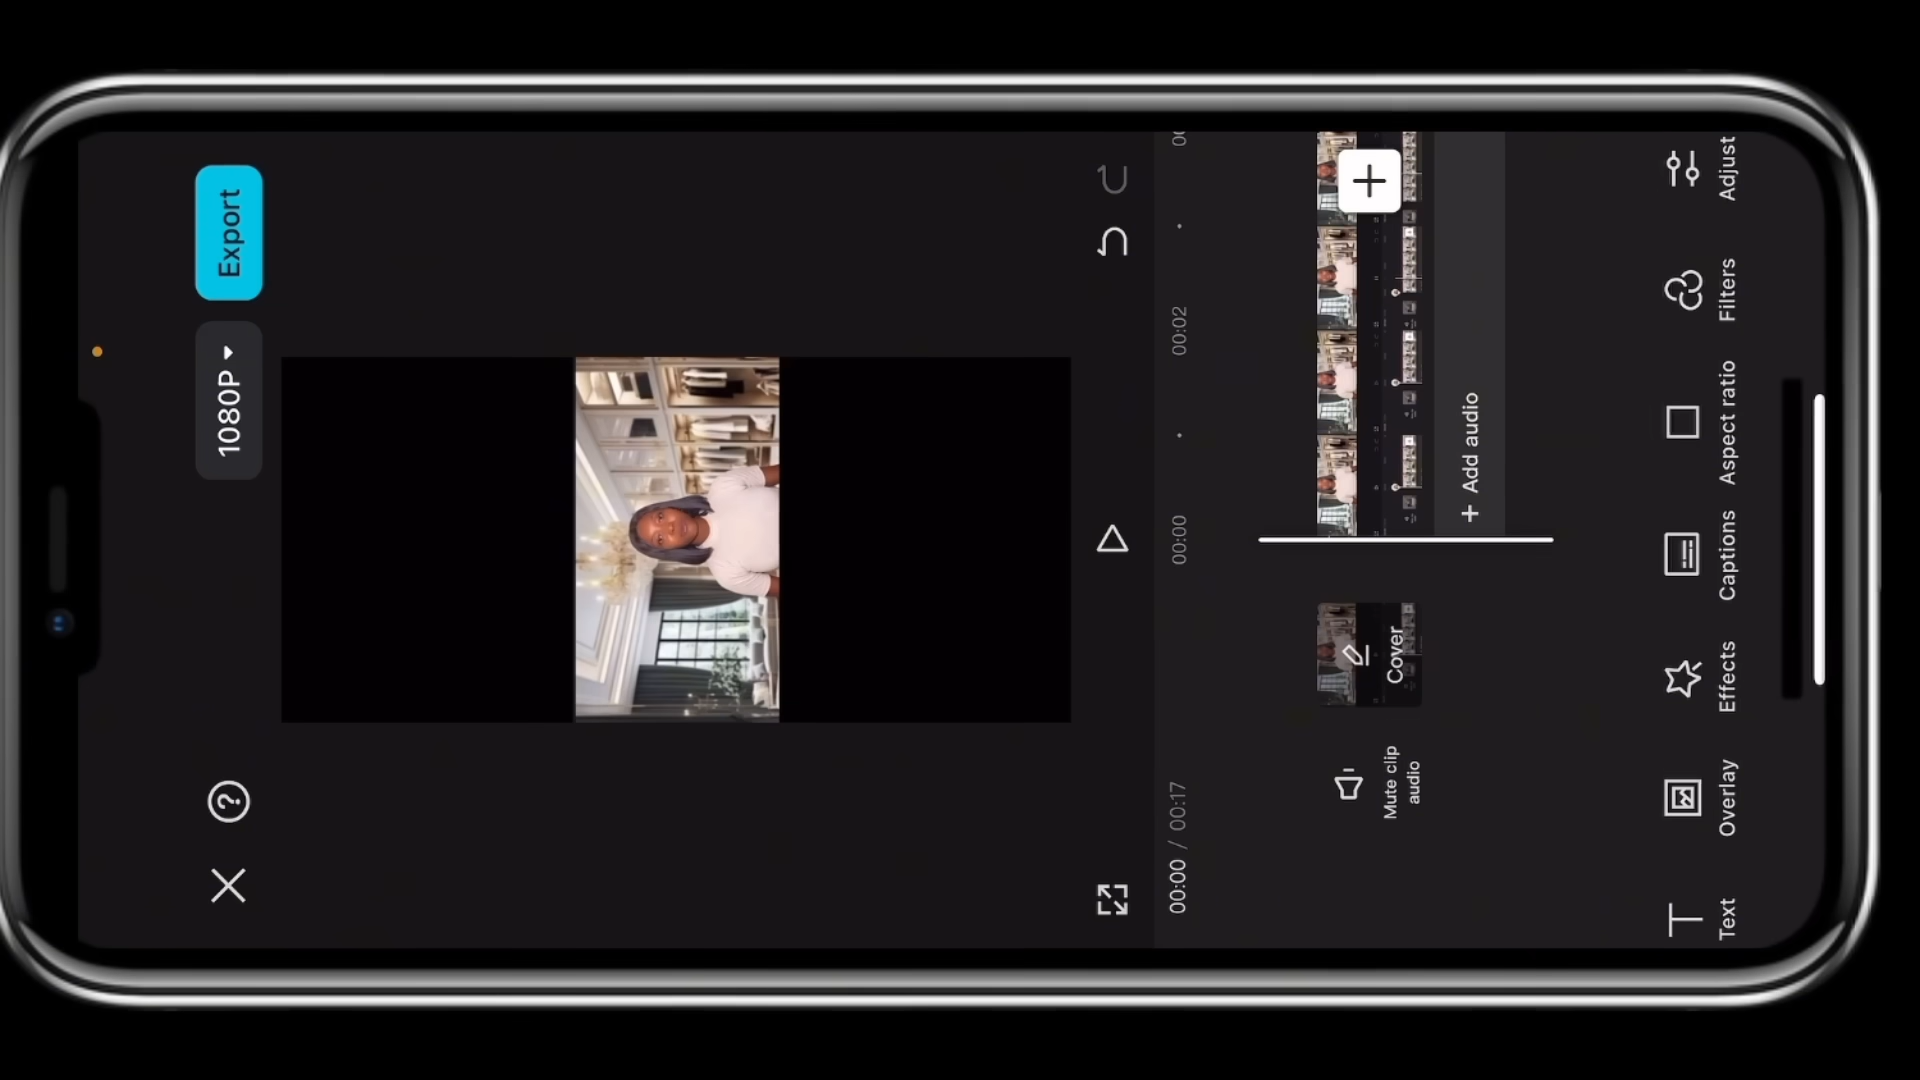 1080P
Export
00:00 / 00:17
00:00
00:02
00
Mute clip
audio
Cover
+ Add audio
Text
Overlay
Effects
Captions
Aspect ratio
Filters
Adjust